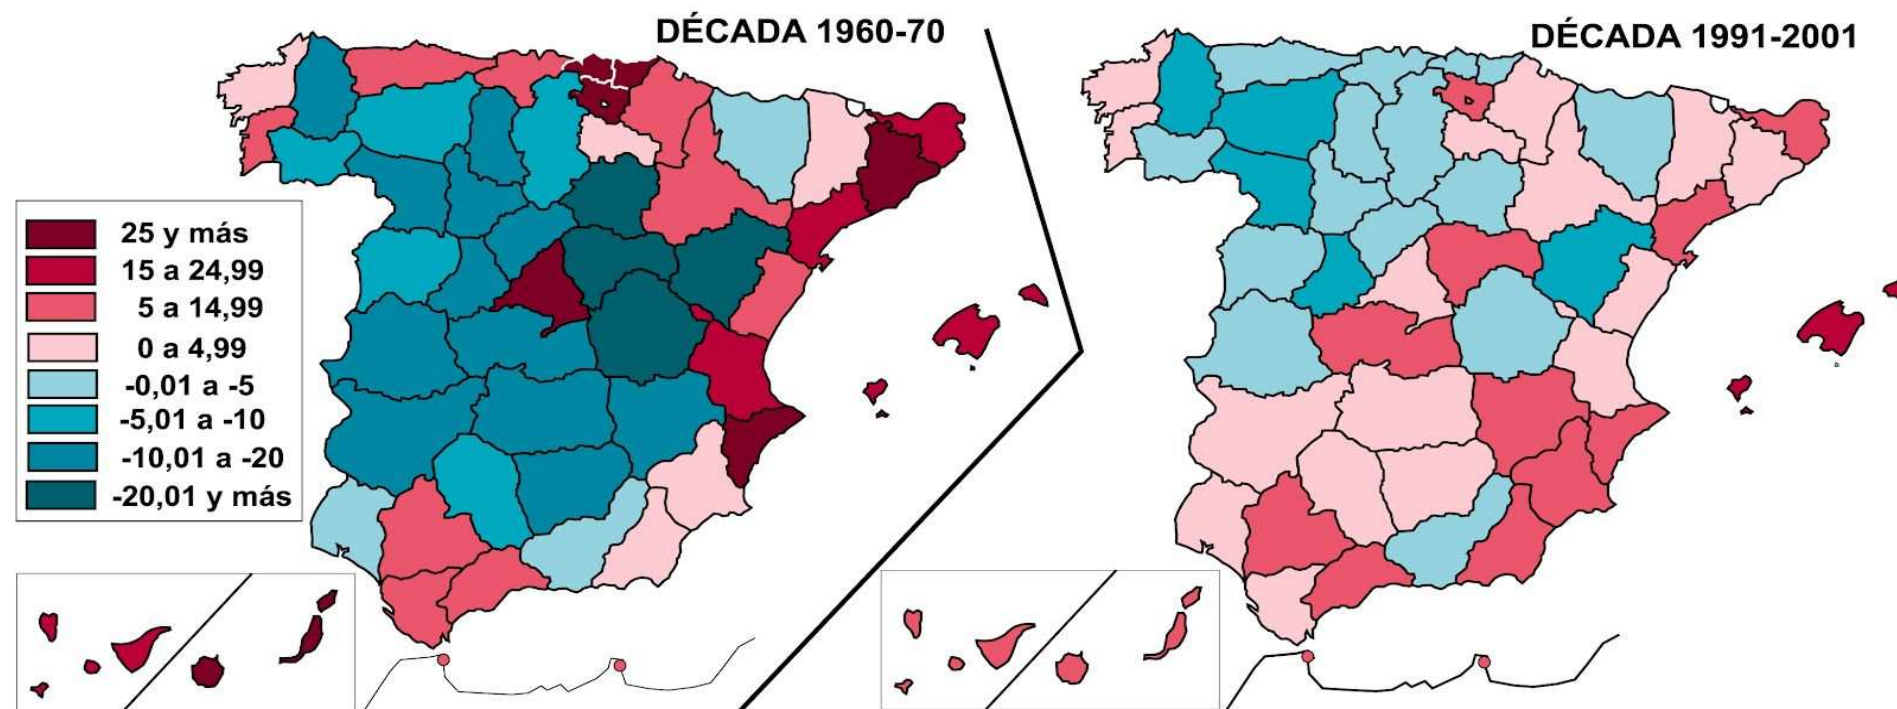 DÉCADA 1960-70
DÉCADA 1991-2001
25 y más
15 a 24,99
5 a 14,99
0 a 4,99
-0,01 a -5
-5,01 a -10
-10,01 a -20
-20,01 y más